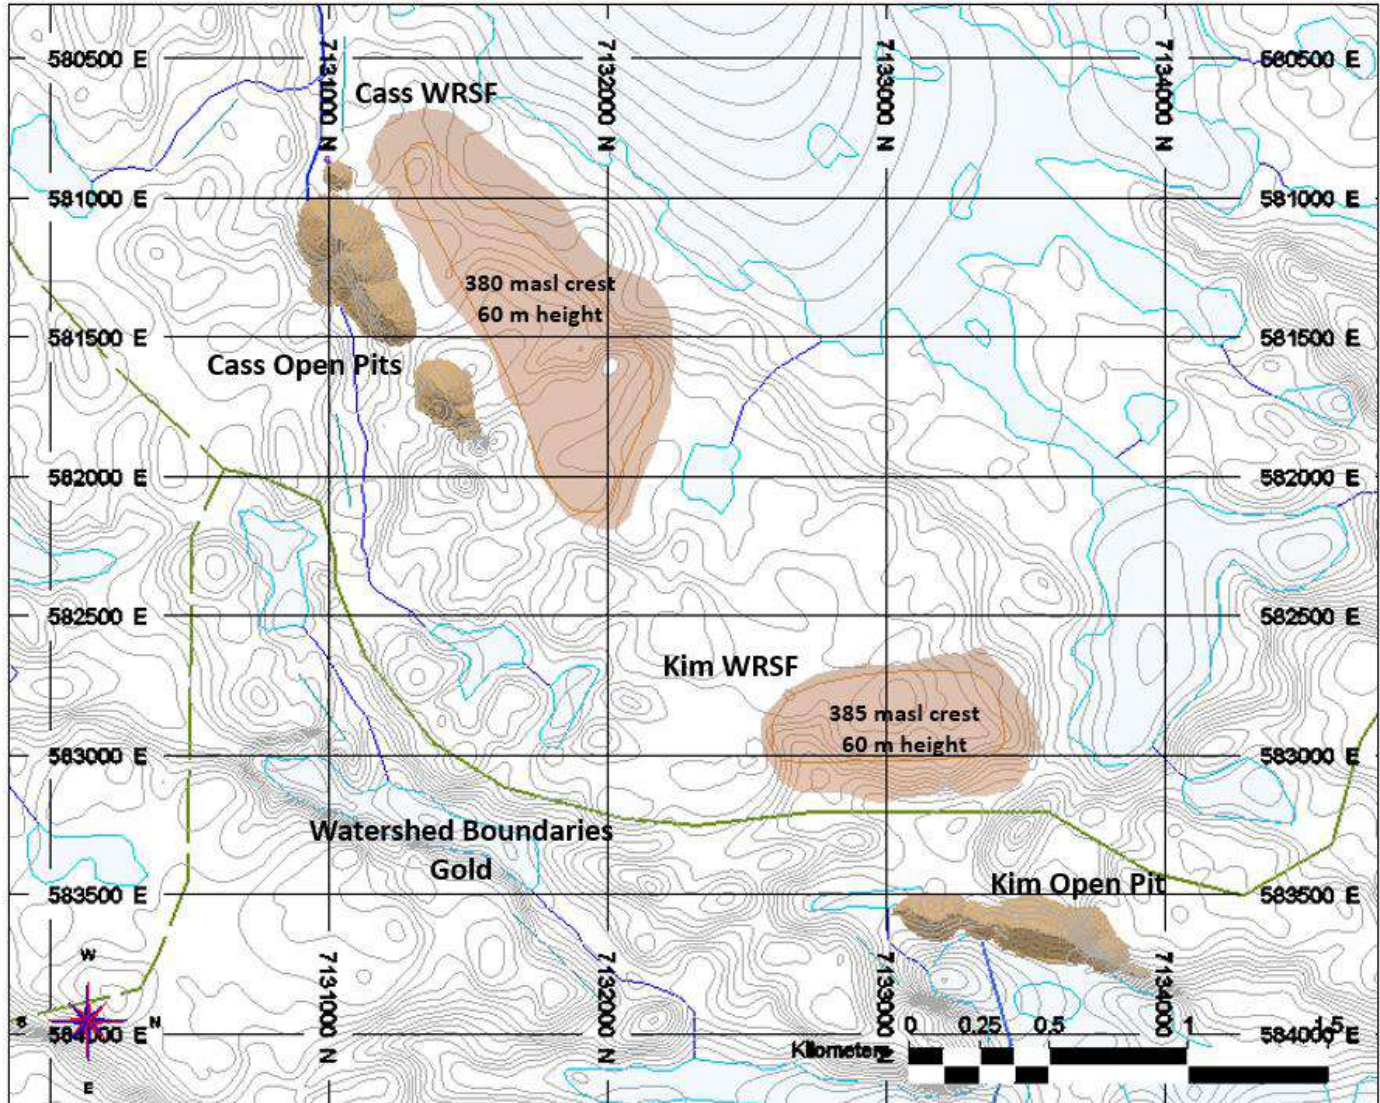 580500 E
7131000 N
7132000 N
7133000 N
7134000 N
580500 E
Cass WRSF
581000 E
581000 E
380 masl crest
60 m height
581500 E
581500 E
Cass Open Pits
582000 E
582000 E
582500 E
582500 E
Kim WRSF
385 masl crest
60 m height
583000 E
583000 E
Watershed Boundaries
Gold
Kim Open Pit
583500 E
583500 E
W
7131000 N
7132000 N
7133000 N
7134000 N
S
N
584000 E
584000 E
0 0.25 0.5 1 1.5
Kilometers
E